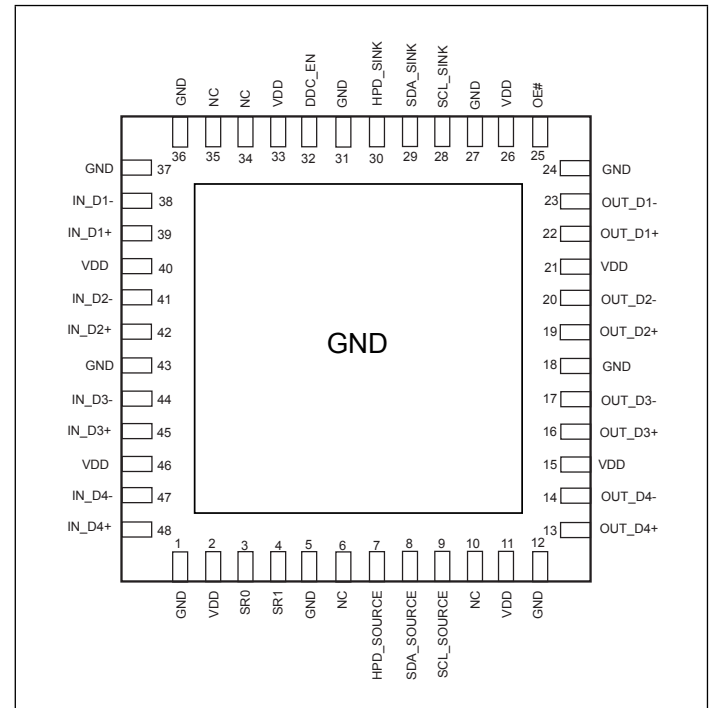 GND
NC
NC
VDD
DDC_EN
GND
HPD_SINK
SDA_SINK
SCL_SINK
GND
VDD
OE#
36
35
34
33
32
31
30
29
28
27
26
25
GND 37
IN_D1- 38
IN_D1+ 39
VDD 40
IN_D2- 41
IN_D2+ 42
GND 43
IN_D3- 44
IN_D3+ 45
VDD 46
IN_D4- 47
IN_D4+ 48
GND
24 GND
23 OUT_D1-
22 OUT_D1+
21 VDD
20 OUT_D2-
19 OUT_D2+
18 GND
17 OUT_D3-
16 OUT_D3+
15 VDD
14 OUT_D4-
13 OUT_D4+
1
2
3
4
5
6
7
8
9
10
11
12
GND
VDD
SR0
SR1
GND
NC
HPD_SOURCE
SDA_SOURCE
SCL_SOURCE
NC
VDD
GND